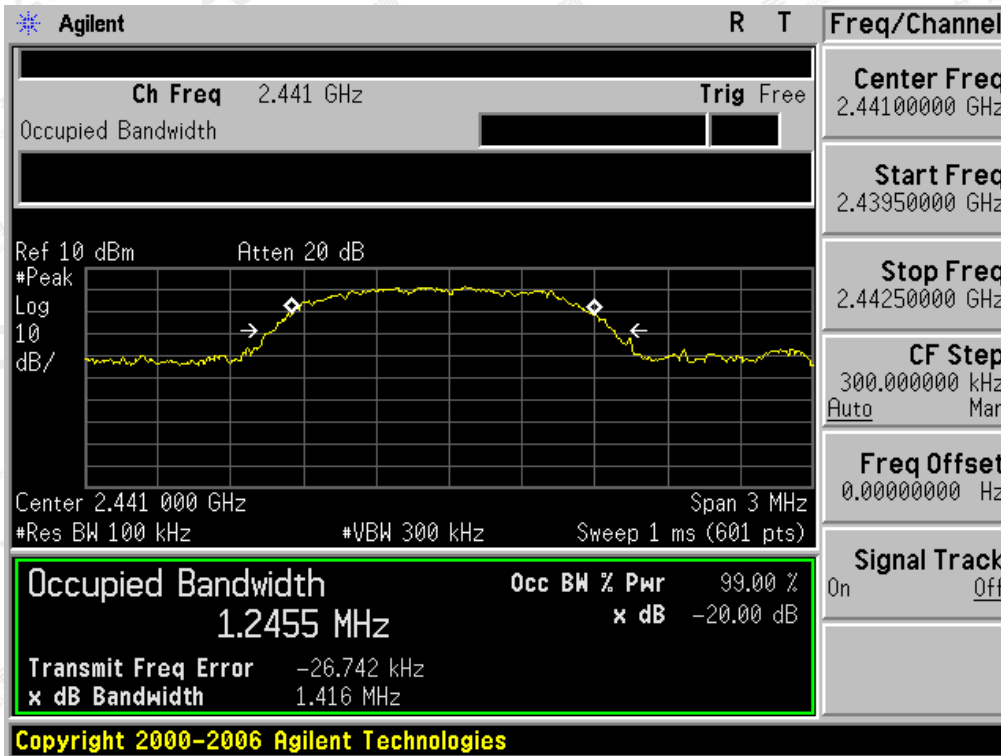 Agilent R T Freq/Channel
Ch Freq 2.441 GHz Trig Free
Occupied Bandwidth
Center Freq
2.44100000 GHz
Start Freq
2.43950000 GHz
Stop Freq
2.44250000 GHz
CF Step
300.000000 kHz
Auto Man
Freq Offset
0.00000000 Hz
Signal Track
On Off
Ref 10 dBm Atten 20 dB
#Peak
Log
10
dB/
Center 2.441 000 GHz Span 3 MHz
#Res BW 100 kHz #VBW 300 kHz Sweep 1 ms (601 pts)
Occupied Bandwidth Occ BW % Pwr 99.00 %
1.2455 MHz x dB -20.00 dB
Transmit Freq Error -26.742 kHz
x dB Bandwidth 1.416 MHz
Copyright 2000-2006 Agilent Technologies